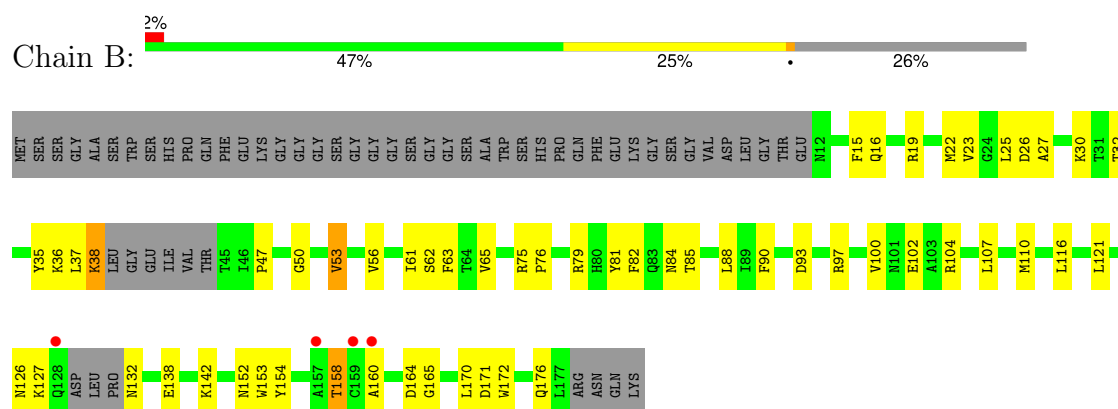 2%
Chain B:
47% 25% • 26%
MET SER SER GLY ALA SER TRP SER HIS PRO GLN PHE GLU LYS GLY GLY GLY SER GLY GLY GLY SER GLY GLY SER ALA TRP SER HIS PRO GLN PHE GLU LYS GLY SER GLY VAL ASP LEU GLY THR GLU N12 F15 Q16 R19 M22 V23 G24 L25 D26 A27 K30 T31 T32
Y35 K36 L37 K38 LEU GLY GLU ILE VAL THR T45 I46 P47 G50 V53 V56 I61 S62 F63 T64 V65 R75 P76 R79 H80 Y81 F82 Q83 N84 T85 L88 I89 F90 D93 R97 V100 N101 E102 A103 R104 L107 M110 L116 L121
N126 K127 Q128 ASP LEU PRO N132 E138 K142 N152 W153 Y154 A157 T158 C159 A160 D164 G165 L170 D171 W172 Q176 L177 ARG ASN GLN LYS